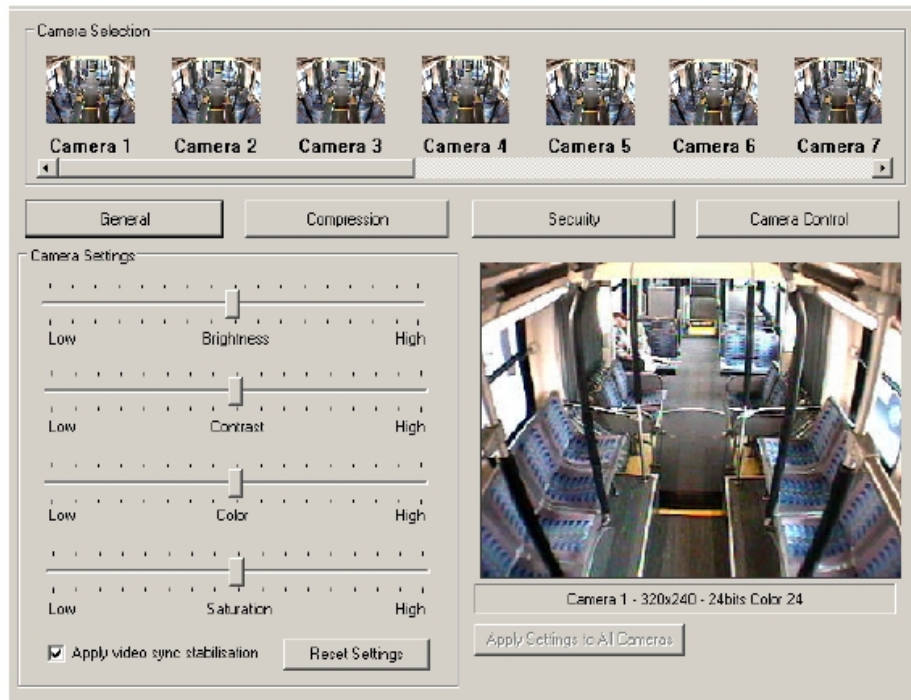 Camera Selection
Camera 1 Camera 2 Camera 3 Camera 4 Camera 5 Camera 6 Camera 7
General Compression Security Camera Control
Camera Settings
Low Brightness High
Low Contrast High
Low Color High
Low Saturation High
Apply video sync stabilisation Reset Settings
Camera 1 - 320x240 - 24bits Color 24
Apply Settings to All Cameras